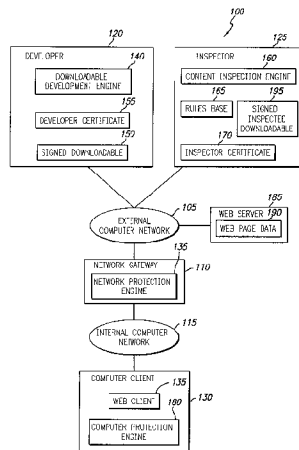 100
120
125
DEVELOPER
140
DOWNLOADABLE
DEVELOPMENT ENGINE
155
DEVELOPER CERTIFICATE
150
SIGNED DOWNLOADABLE
INSPECTOR
160
CONTENT INSPECTION ENGINE
165
195
RULES BASE
SIGNED
INSPECTED
DOWNLOADABLE
170
INSPECTOR CERTIFICATE
105
EXTERNAL
COMPUTER NETWORK
185
WEB SERVER
190
WEB PAGE DATA
135
NETWORK GATEWAY
NETWORK PROTECTION
ENGINE
110
115
INTERNAL COMPUTER
NETWORK
COMPUTER CLIENT
135
WEB CLIENT
130
180
COMPUTER PROTECTION
ENGINE